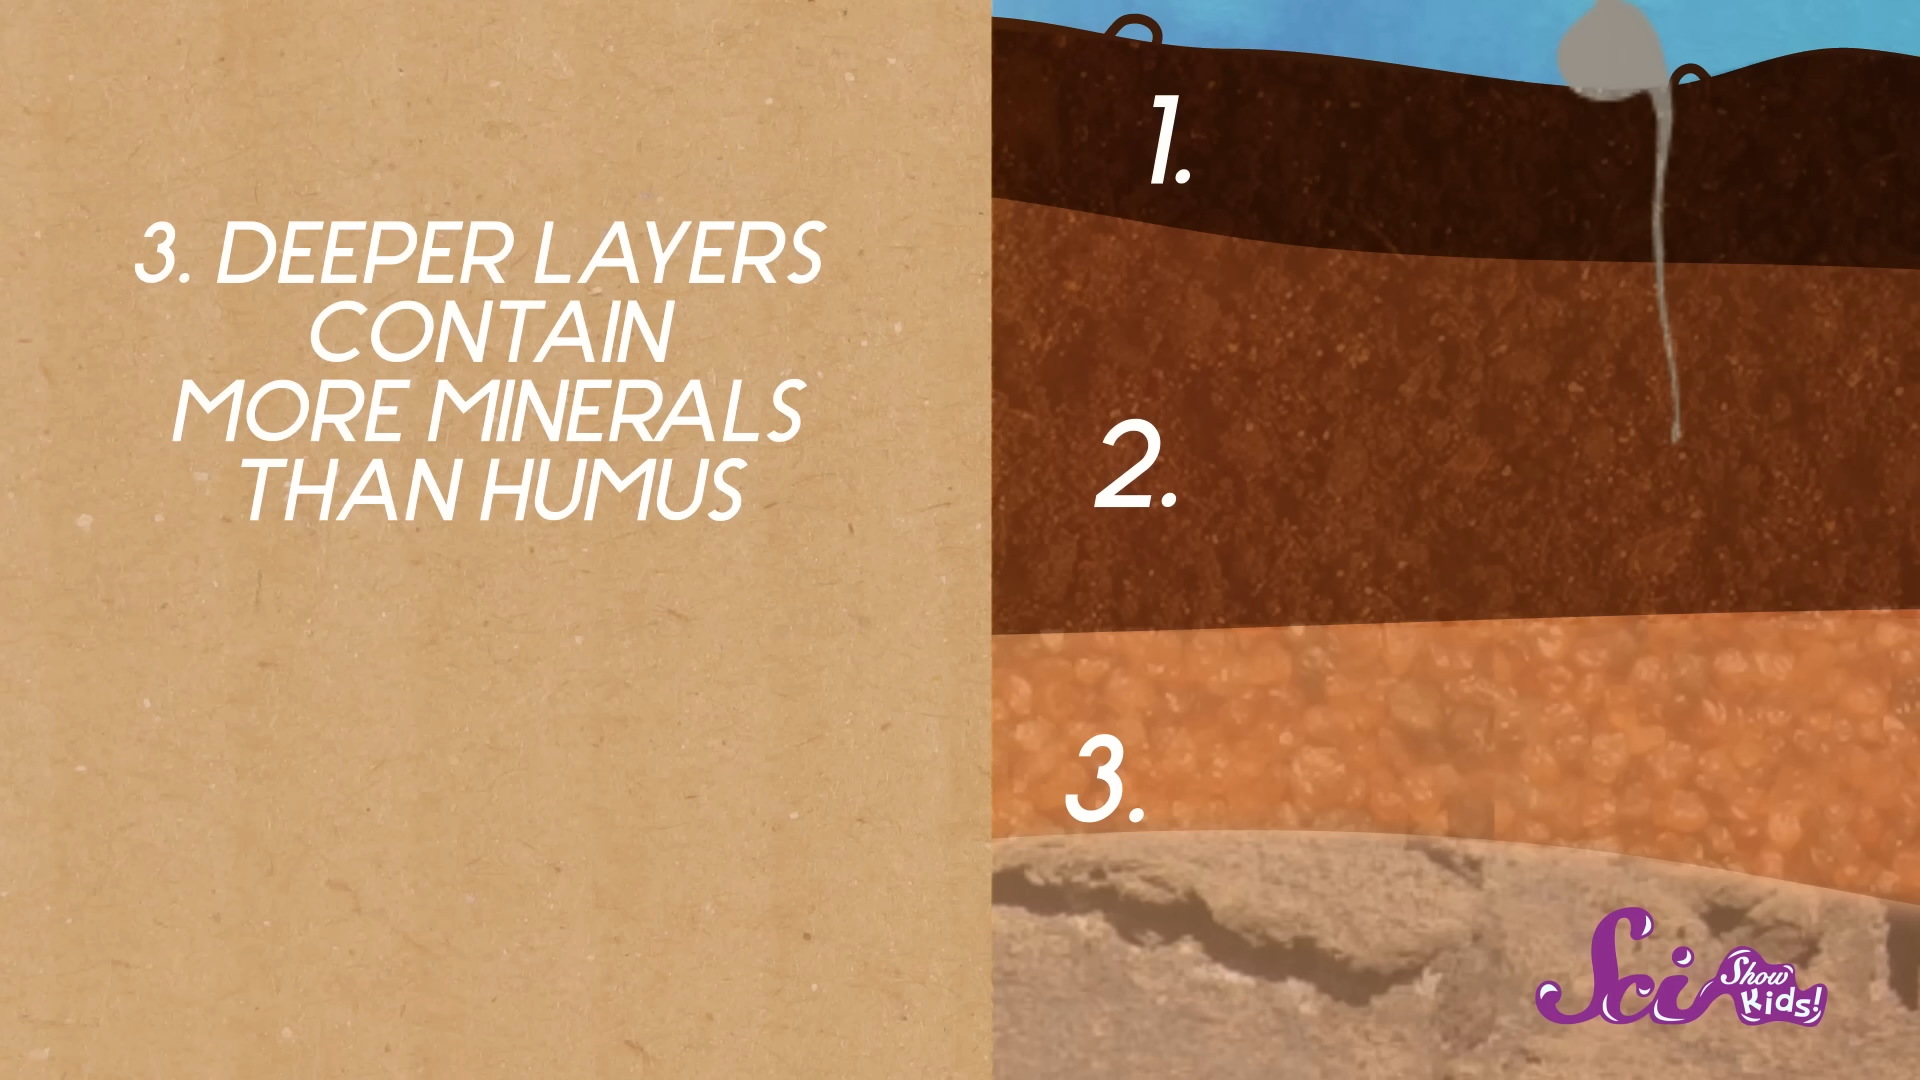 3. DEEPER LAYERS
CONTAIN
MORE MINERALS
THAN HUMUS
1.
2.
3.
Sci
Show
Kids!